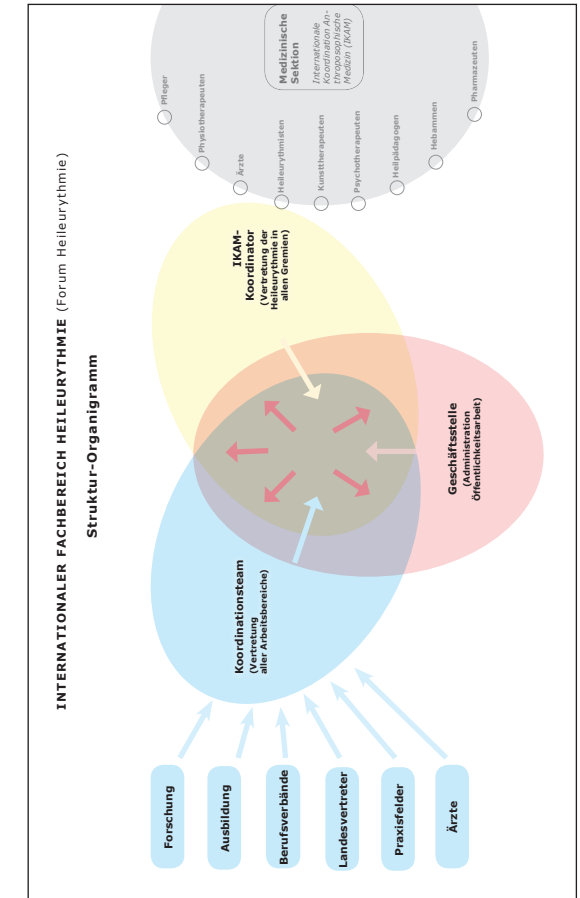 INTERNATIONALER FACHBEREICH HEILEURYTHMIE (Forum Heileurythmie)
Struktur-Organigramm
Forschung
Ausbildung
Berufsverbände
Landesvertreter
Praxisfelder
Ärzte
Koordinationsteam
(Vertretung
aller Arbeitsbereiche)
Geschäftsstelle
(Administration
Öffentlichkeitsarbeit)
IKAM-
Koordinator
(Vertretung der
Heileurythmie in
allen Gremien)
Pfleger
Physiotherapeuten
Ärzte
Heileurythmisten
Kunsttherapeuten
Psychotherapeuten
Heilpädagogen
Hebammen
Pharmazeuten
Medizinische
Sektion
Internationale
Koordination An-
throposophische
Medizin (IKAM)